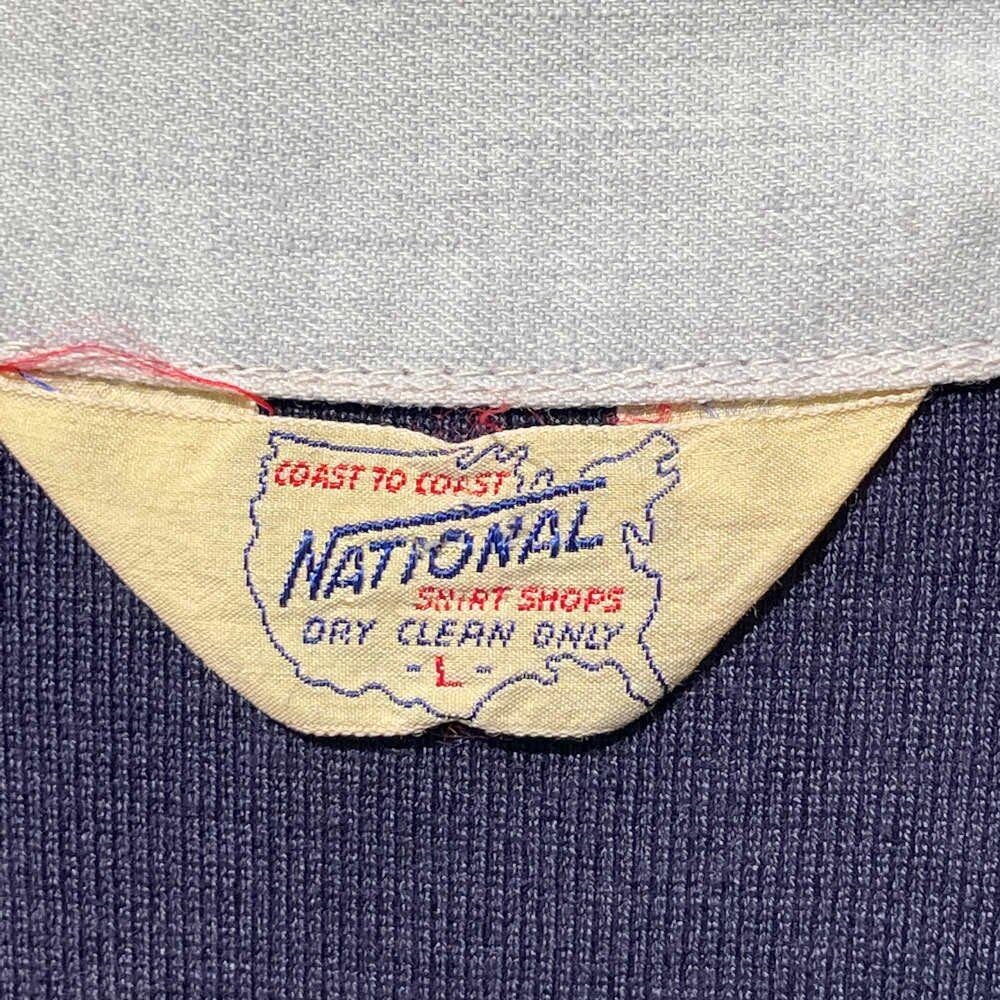 COAST TO COAST
NATIONAL
SHIRT SHOPS
DRY CLEAN ONLY
- L -